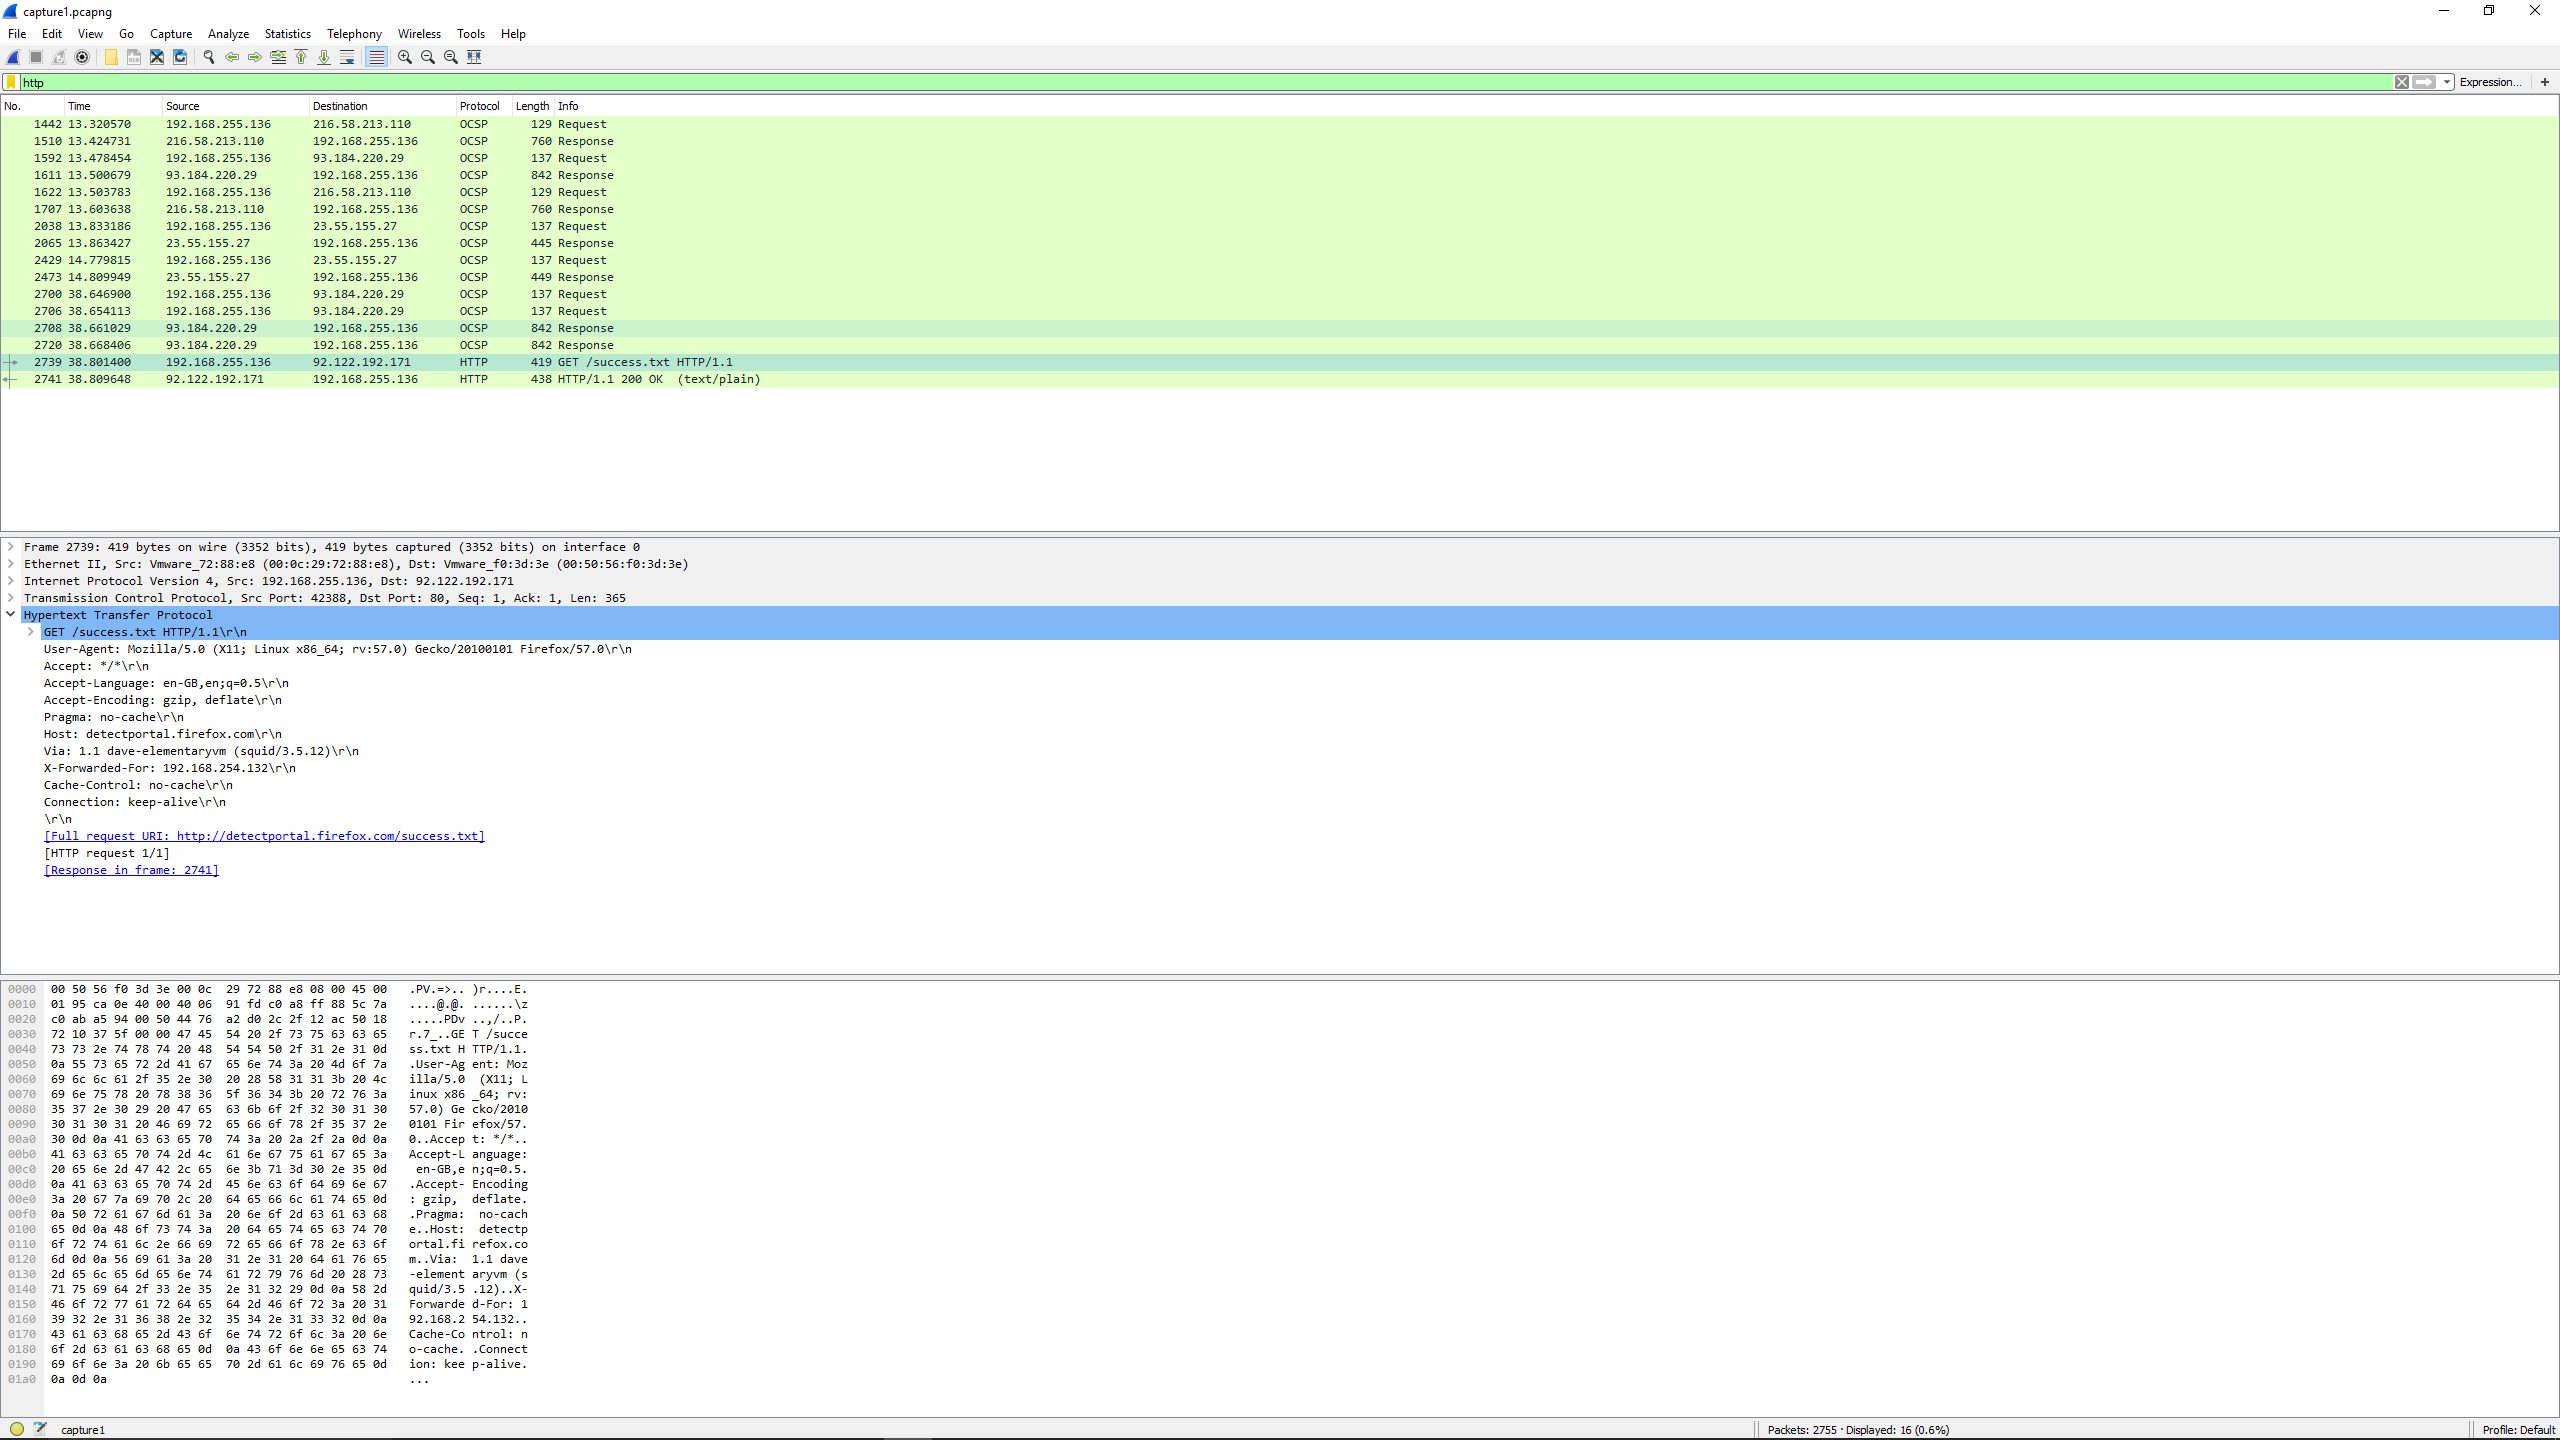 capture1.pcapng
File Edit View Go Capture Analyze Statistics Telephony Wireless Tools Help
http Expression... +
No. Time Source Destination Protocol Length Info
1442 13.320570 192.168.255.136 216.58.213.110 OCSP 129 Request
1510 13.424731 216.58.213.110 192.168.255.136 OCSP 760 Response
1592 13.478454 192.168.255.136 93.184.220.29 OCSP 137 Request
1611 13.500679 93.184.220.29 192.168.255.136 OCSP 842 Response
1622 13.503783 192.168.255.136 216.58.213.110 OCSP 129 Request
1707 13.603638 216.58.213.110 192.168.255.136 OCSP 760 Response
2038 13.833186 192.168.255.136 23.55.155.27 OCSP 137 Request
2065 13.863427 23.55.155.27 192.168.255.136 OCSP 445 Response
2429 14.779815 192.168.255.136 23.55.155.27 OCSP 137 Request
2473 14.809949 23.55.155.27 192.168.255.136 OCSP 449 Response
2700 38.646900 192.168.255.136 93.184.220.29 OCSP 137 Request
2706 38.654113 192.168.255.136 93.184.220.29 OCSP 137 Request
2708 38.661029 93.184.220.29 192.168.255.136 OCSP 842 Response
2720 38.668406 93.184.220.29 192.168.255.136 OCSP 842 Response
2739 38.801400 192.168.255.136 92.122.192.171 HTTP 419 GET /success.txt HTTP/1.1
2741 38.809648 92.122.192.171 192.168.255.136 HTTP 438 HTTP/1.1 200 OK (text/plain)
Frame 2739: 419 bytes on wire (3352 bits), 419 bytes captured (3352 bits) on interface 0
Ethernet II, Src: Vmware_72:88:e8 (00:0c:29:72:88:e8), Dst: Vmware_f0:3d:3e (00:50:56:f0:3d:3e)
Internet Protocol Version 4, Src: 192.168.255.136, Dst: 92.122.192.171
Transmission Control Protocol, Src Port: 42388, Dst Port: 80, Seq: 1, Ack: 1, Len: 365
Hypertext Transfer Protocol
GET /success.txt HTTP/1.1\r\n
User-Agent: Mozilla/5.0 (X11; Linux x86_64; rv:57.0) Gecko/20100101 Firefox/57.0\r\n
Accept: */*\r\n
Accept-Language: en-GB,en;q=0.5\r\n
Accept-Encoding: gzip, deflate\r\n
Pragma: no-cache\r\n
Host: detectportal.firefox.com\r\n
Via: 1.1 dave-elementaryvm (squid/3.5.12)\r\n
X-Forwarded-For: 192.168.254.132\r\n
Cache-Control: no-cache\r\n
Connection: keep-alive\r\n
\r\n
[Full request URI: http://detectportal.firefox.com/success.txt]
[HTTP request 1/1]
[Response in frame: 2741]
0000 00 50 56 f0 3d 3e 00 0c 29 72 88 e8 08 00 45 00 .PV.=>.. )r....E.
0010 01 95 ca 0e 40 00 40 06 91 fd c0 a8 ff 88 5c 7a ....@.@. ......\z
0020 c0 ab a5 94 00 50 44 76 a2 d0 2c 2f 12 ac 50 18 .....PDv ..,/..P.
0030 72 10 37 5f 00 00 47 45 54 20 2f 73 75 63 63 65 r.7_..GE T /succe
0040 73 73 2e 74 78 74 20 48 54 54 50 2f 31 2e 31 0d ss.txt H TTP/1.1.
0050 0a 55 73 65 72 2d 41 67 65 6e 74 3a 20 4d 6f 7a .User-Ag ent: Moz
0060 69 6c 6c 61 2f 35 2e 30 20 28 58 31 31 3b 20 4c illa/5.0 (X11; L
0070 69 6e 75 78 20 78 38 36 5f 36 34 3b 20 72 76 3a inux x86 _64; rv:
0080 35 37 2e 30 29 20 47 65 63 6b 6f 2f 32 30 31 30 57.0) Ge cko/2010
0090 30 31 30 31 20 46 69 72 65 66 6f 78 2f 35 37 2e 0101 Fir efox/57.
00a0 30 0d 0a 41 63 63 65 70 74 3a 20 2a 2f 2a 0d 0a 0..Accep t: */*..
00b0 41 63 63 65 70 74 2d 4c 61 6e 67 75 61 67 65 3a Accept-L anguage:
00c0 20 65 6e 2d 47 42 2c 65 6e 3b 71 3d 30 2e 35 0d en-GB,e n;q=0.5.
00d0 0a 41 63 63 65 70 74 2d 45 6e 63 6f 64 69 6e 67 .Accept- Encoding
00e0 3a 20 67 7a 69 70 2c 20 64 65 66 6c 61 74 65 0d : gzip, deflate.
00f0 0a 50 72 61 67 6d 61 3a 20 6e 6f 2d 63 61 63 68 .Pragma: no-cach
0100 65 0d 0a 48 6f 73 74 3a 20 64 65 74 65 63 74 70 e..Host: detectp
0110 6f 72 74 61 6c 2e 66 69 72 65 66 6f 78 2e 63 6f ortal.fi refox.co
0120 6d 0d 0a 56 69 61 3a 20 31 2e 31 20 64 61 76 65 m..Via: 1.1 dave
0130 2d 65 6c 65 6d 65 6e 74 61 72 79 76 6d 20 28 73 -element aryvm (s
0140 71 75 69 64 2f 33 2e 35 2e 31 32 29 0d 0a 58 2d quid/3.5 .12)..X-
0150 46 6f 72 77 61 72 64 65 64 2d 46 6f 72 3a 20 31 Forwarde d-For: 1
0160 39 32 2e 31 36 38 2e 32 35 34 2e 31 33 32 0d 0a 92.168.2 54.132..
0170 43 61 63 68 65 2d 43 6f 6e 74 72 6f 6c 3a 20 6e Cache-Co ntrol: n
0180 6f 2d 63 61 63 68 65 0d 0a 43 6f 6e 6e 65 63 74 o-cache. .Connect
0190 69 6f 6e 3a 20 6b 65 65 70 2d 61 6c 69 76 65 0d ion: kee p-alive.
01a0 0a 0d 0a ...
capture1 Packets: 2755 · Displayed: 16 (0.6%) Profile: Default